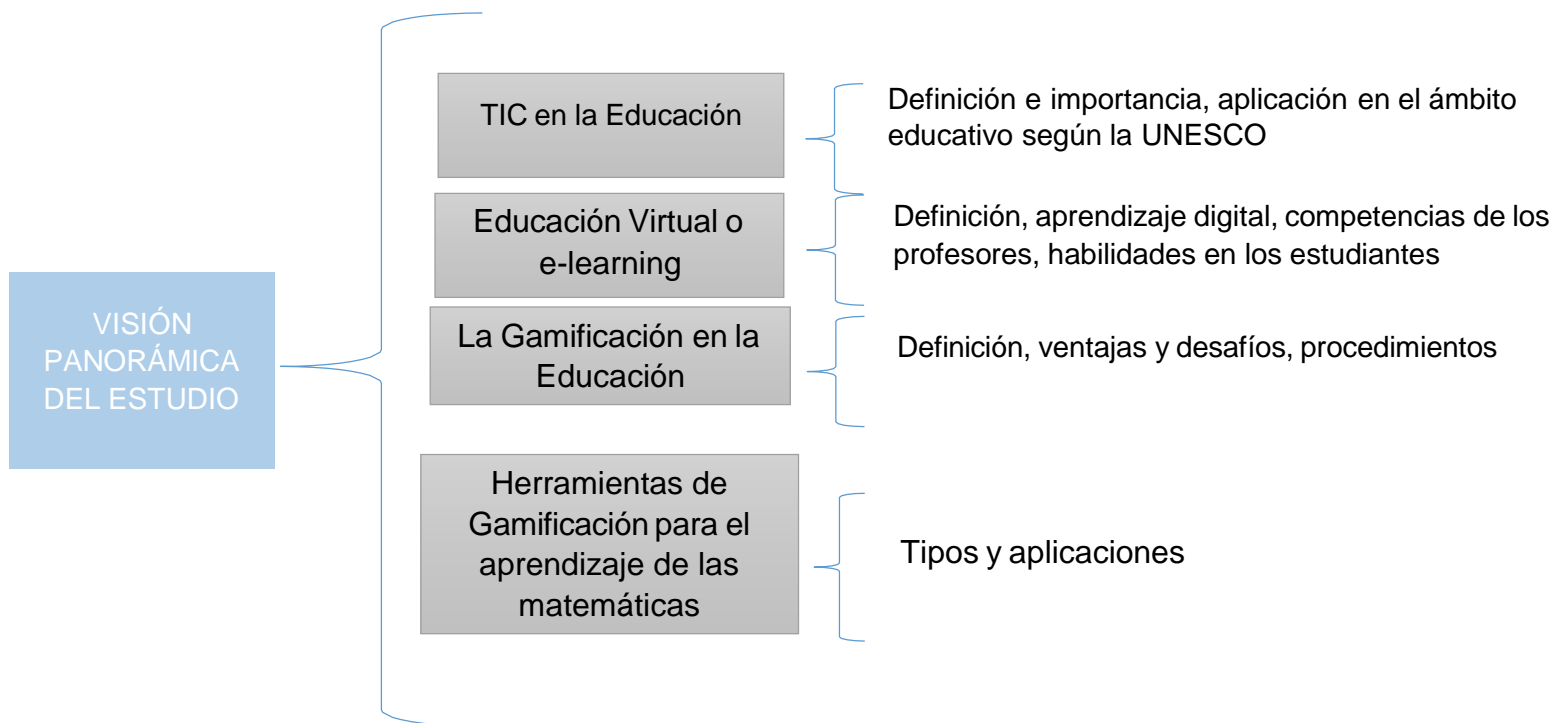 VISIÓN
PANORÁMICA
DEL ESTUDIO
TIC en la Educación
Definición e importancia, aplicación en el ámbito
educativo según la UNESCO
Educación Virtual o
e-learning
Definición, aprendizaje digital, competencias de los
profesores, habilidades en los estudiantes
La Gamificación en la
Educación
Definición, ventajas y desafíos, procedimientos
Herramientas de
Gamificación para el
aprendizaje de las
matemáticas
Tipos y aplicaciones